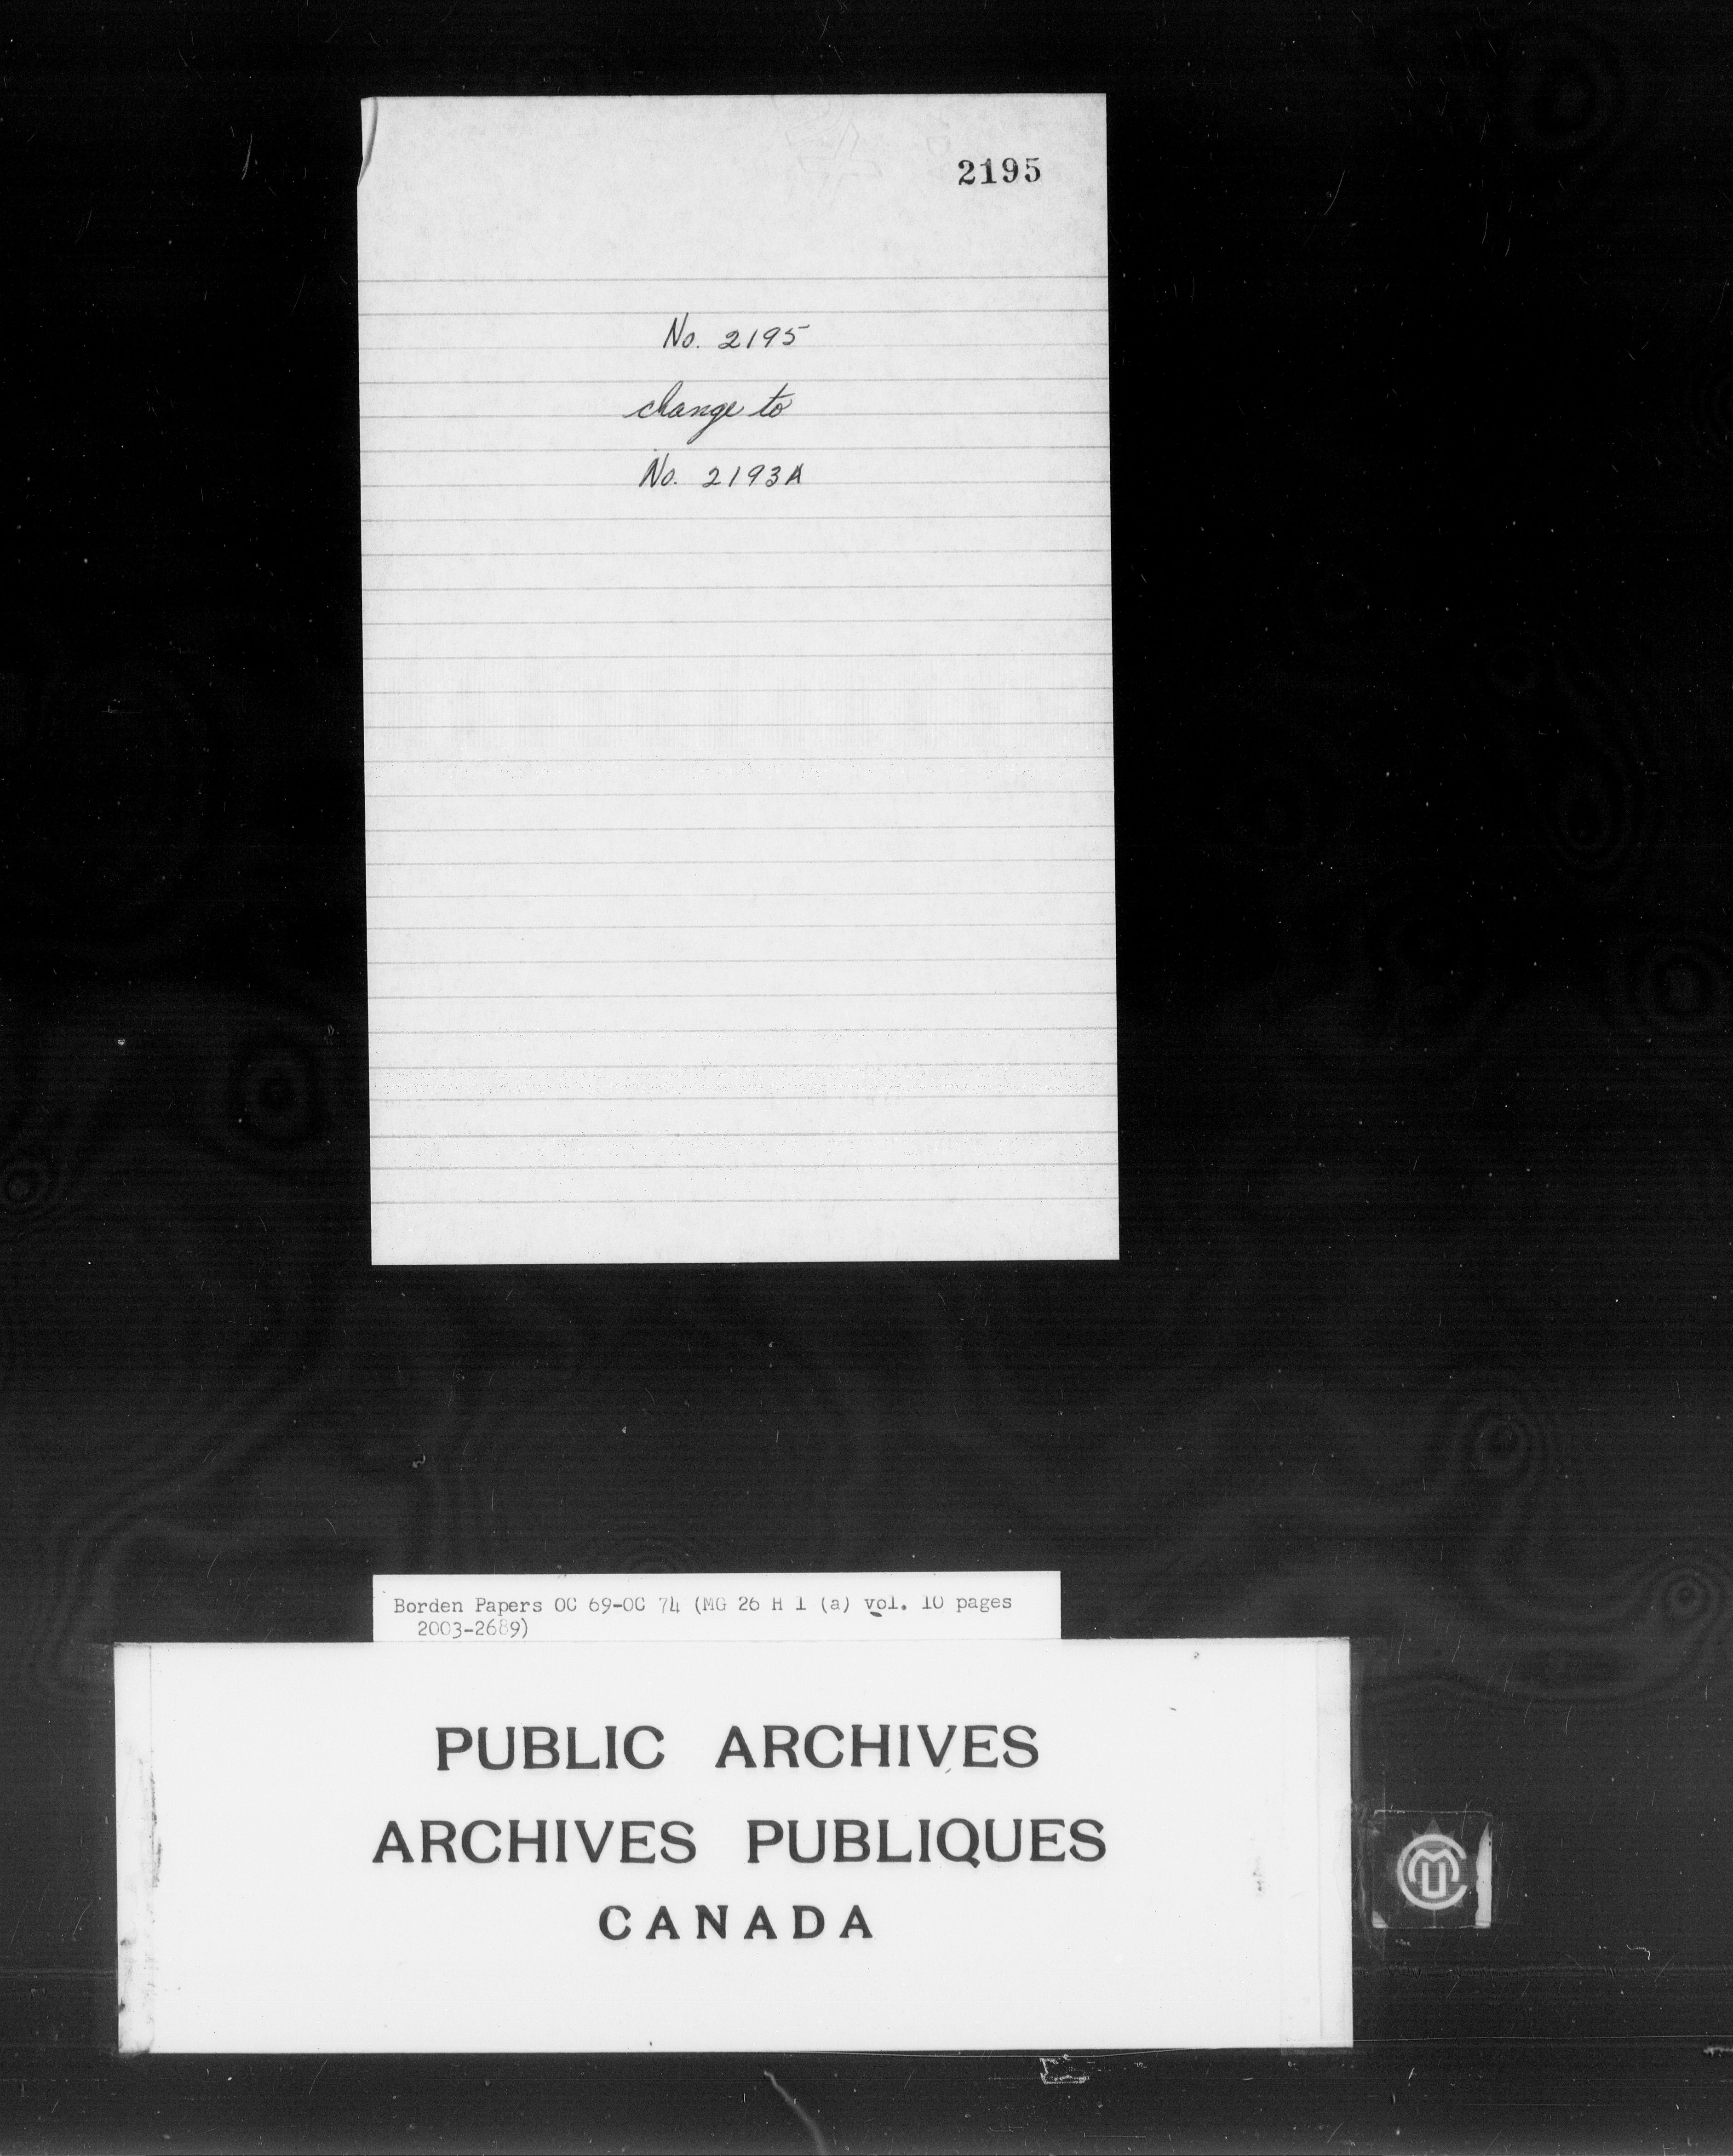 2195
No. 2195
change to
No. 2193A
Borden Papers OC 69-OC 74 (MG 26 H 1 (a) vol. 10 pages
2003-2689)
PUBLIC ARCHIVES
ARCHIVES PUBLIQUES
CANADA